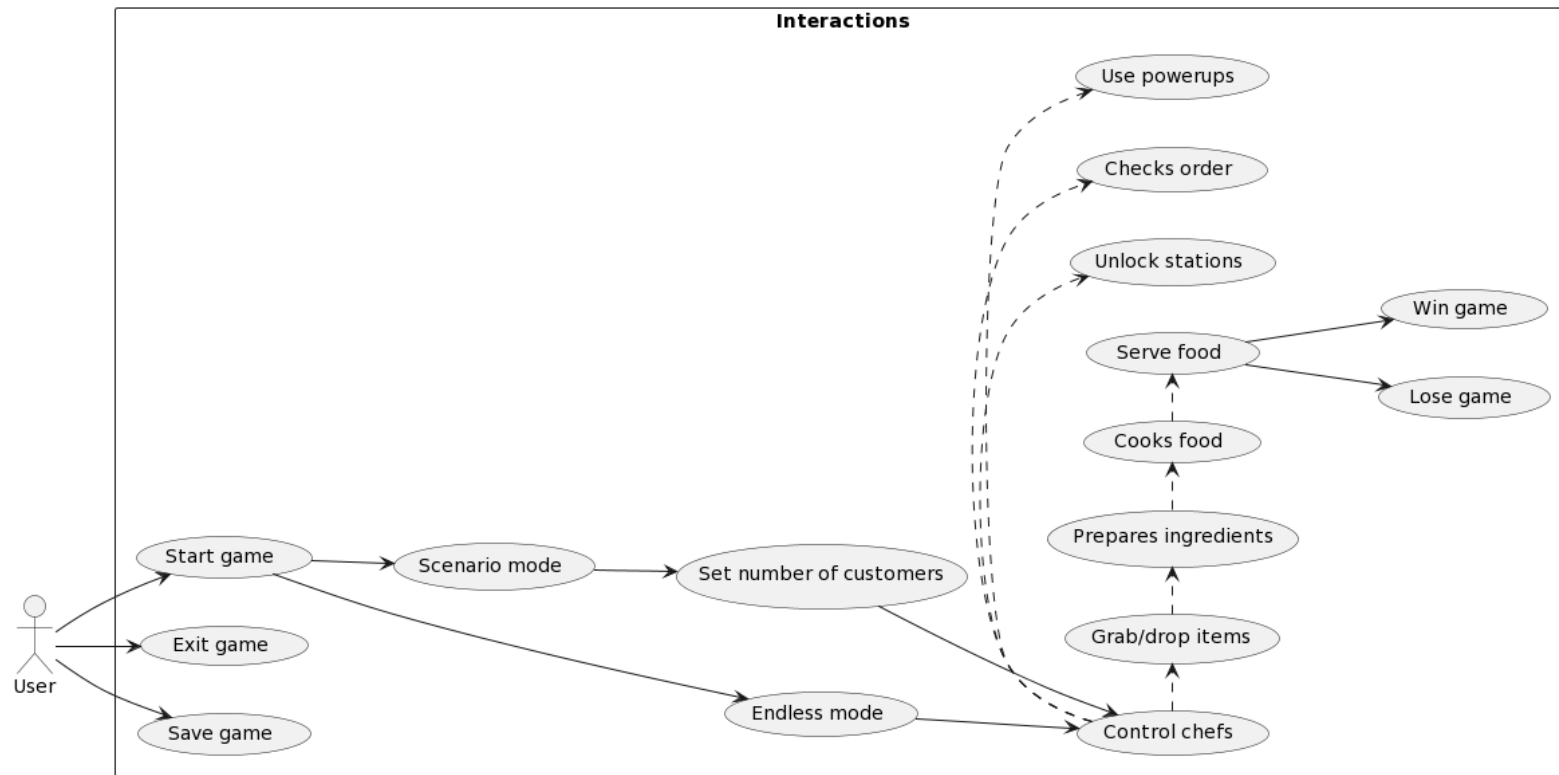 Interactions
Use powerups
Checks order
Unlock stations
Win game
Serve food
Lose game
Cooks food
Prepares ingredients
Start game
Scenario mode
Set number of customers
Grab/drop items
Exit game
User
Endless mode
Save game
Control chefs